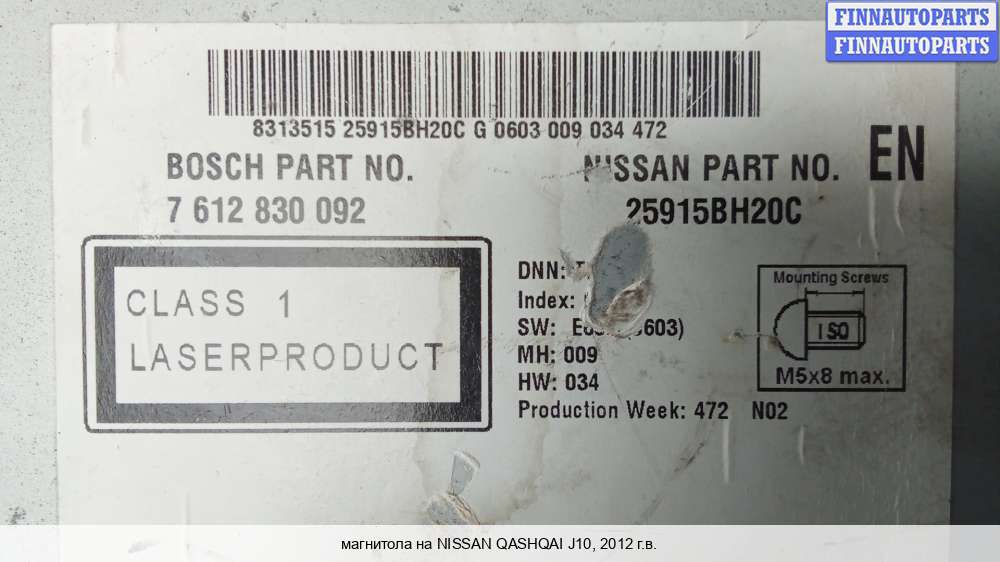 FINNAUTOPARTS
FINNAUTOPARTS
8313515 25915BH20C G 0603 009 034 472
BOSCH PART NO.
7 612 830 092
NISSAN PART NO.
EN
25915BH20C
CLASS 1
LASERPRODUCT
DNN:
Index:
SW:
MH: 009
HW: 034
Production Week: 472 N02
Mounting Screws
ISO
M5x8 max.
магнитола на NISSAN QASHQAI J10, 2012 г.в.